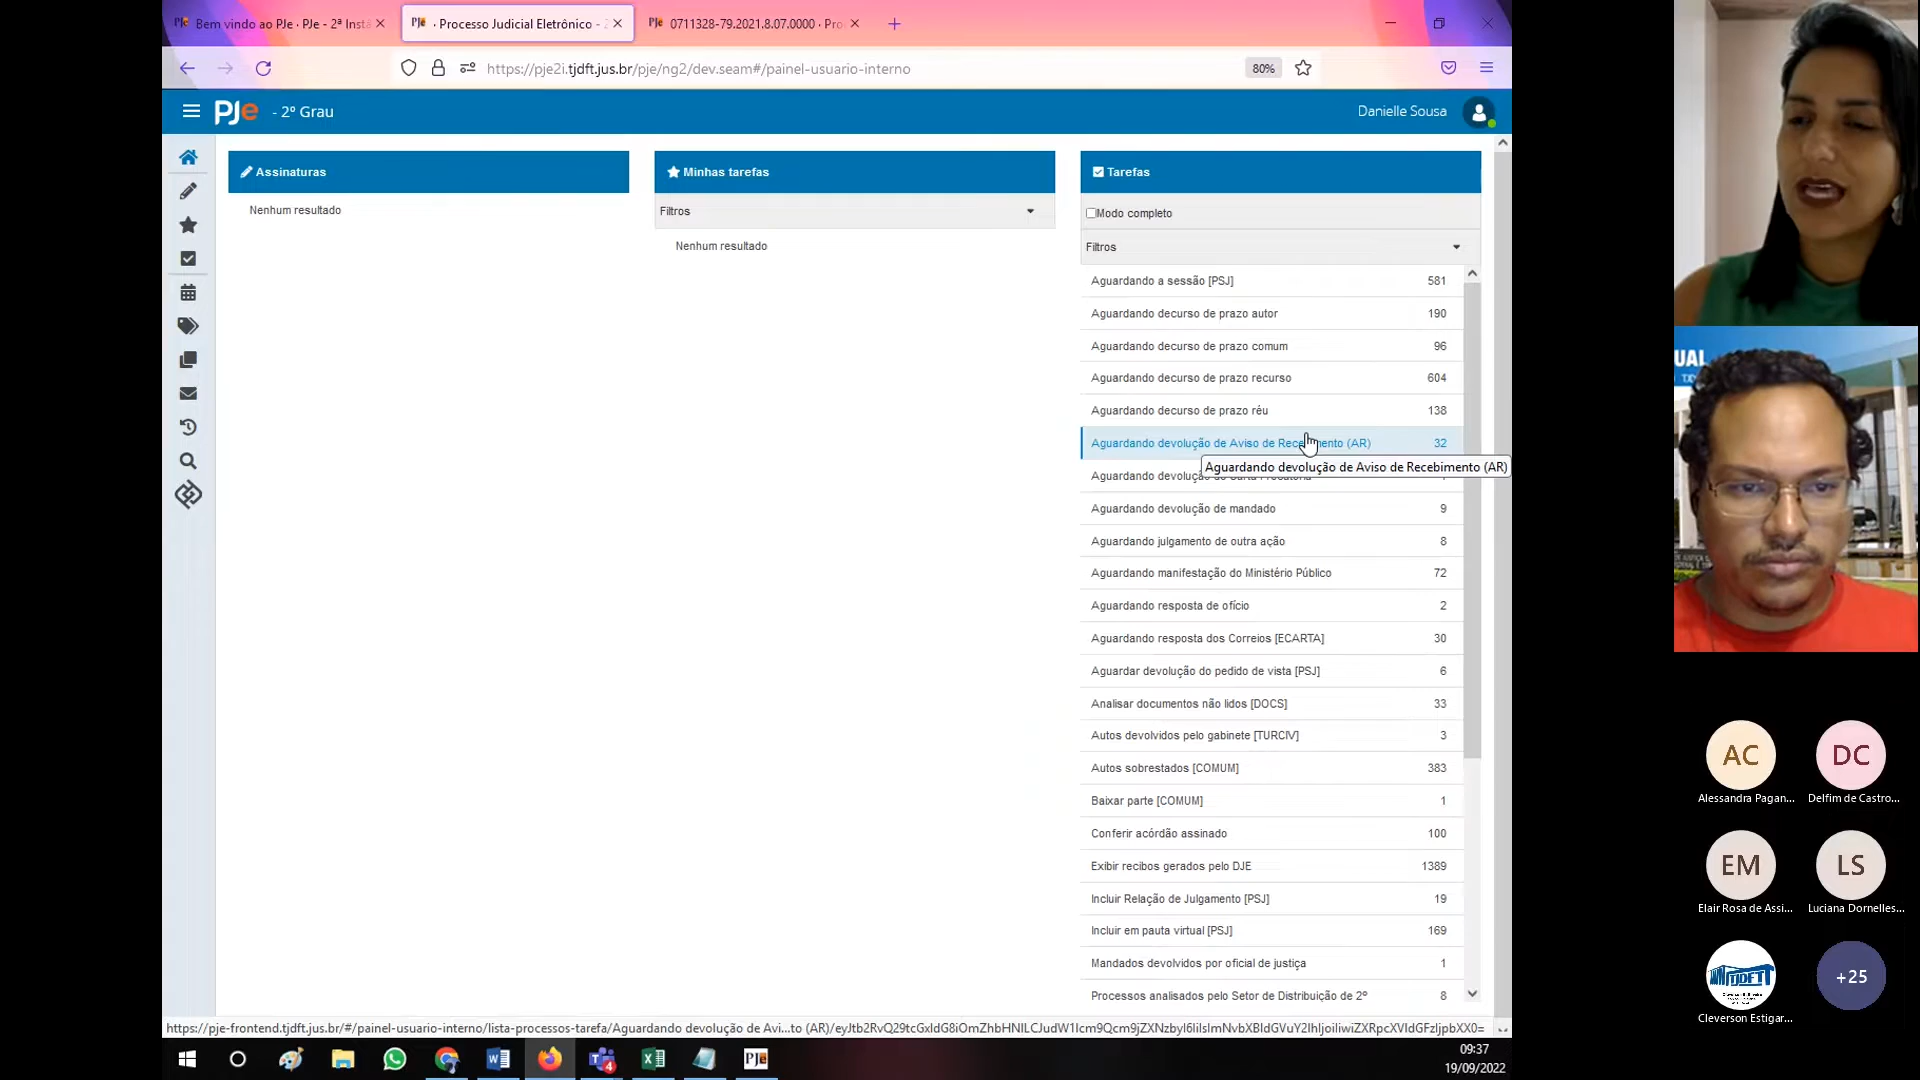 Bem vindo ao PJe · PJe - 2ª Instâ
· Processo Judicial Eletrônico - 2
0711328-79.2021.8.07.0000 · Pro
https://pje2i.tjdft.jus.br/pje/ng2/dev.seam#/painel-usuario-interno
80%
PJe - 2º Grau
Danielle Sousa
Assinaturas
Nenhum resultado
Minhas tarefas
Filtros
Nenhum resultado
Tarefas
Modo completo
Filtros
Aguardando a sessão [PSJ] 581
Aguardando decurso de prazo autor 190
Aguardando decurso de prazo comum 96
Aguardando decurso de prazo recurso 604
Aguardando decurso de prazo réu 138
Aguardando devolução de Aviso de Recebimento (AR) 32
Aguardando devolução de Aviso de Recebimento (AR)
Aguardando devolução de Carta Precatória 1
Aguardando devolução de mandado 9
Aguardando julgamento de outra ação 8
Aguardando manifestação do Ministério Público 72
Aguardando resposta de ofício 2
Aguardando resposta dos Correios [ECARTA] 30
Aguardar devolução do pedido de vista [PSJ] 6
Analisar documentos não lidos [DOCS] 33
Autos devolvidos pelo gabinete [TURCIV] 3
Autos sobrestados [COMUM] 383
Baixar parte [COMUM] 1
Conferir acórdão assinado 100
Exibir recibos gerados pelo DJE 1389
Incluir Relação de Julgamento [PSJ] 19
Incluir em pauta virtual [PSJ] 169
Mandados devolvidos por oficial de justiça 1
Processos analisados pelo Setor de Distribuição de 2º 8
09:37
19/09/2022
UAL
AC
Alessandra Pagan...
DC
Delfim de Castro...
EM
Elair Rosa de Assi...
LS
Luciana Dornelles...
TJDFT
Cleverson Estigar...
+25